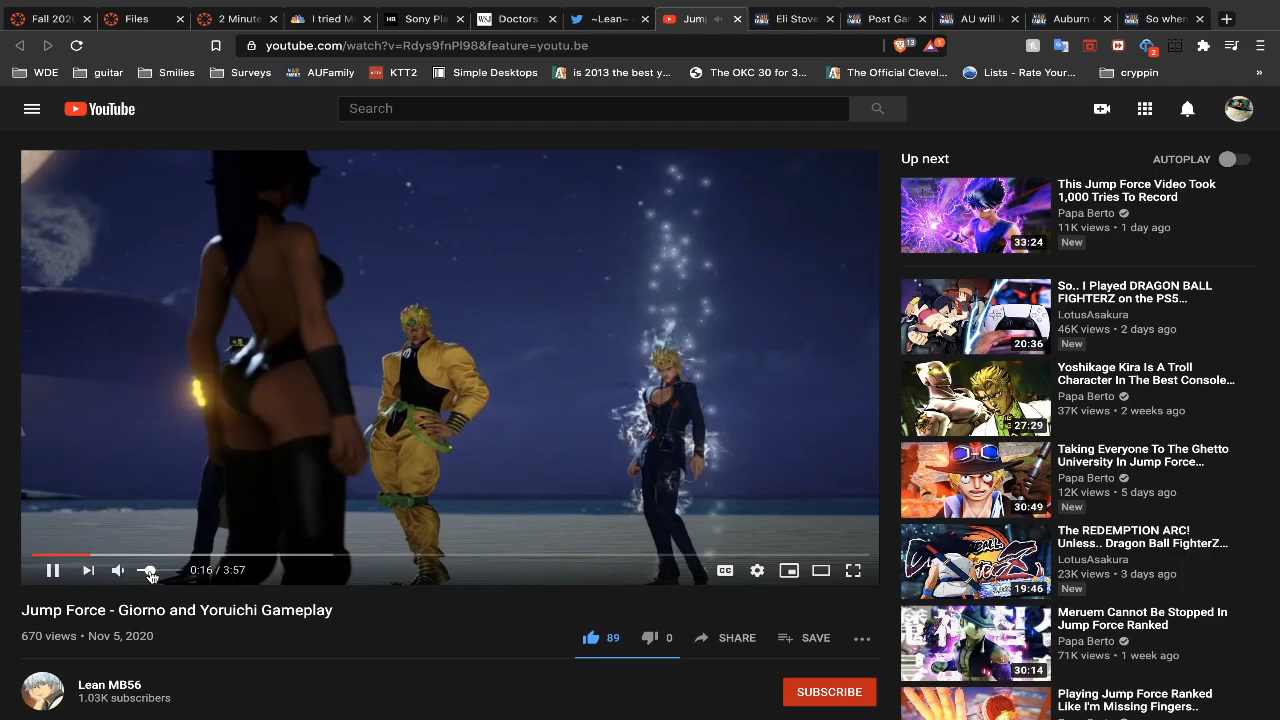 Fall 202
Files
2 Minute
I tried M
Sony Pla
Doctors
~Lean~
Jump
Eli Stove
Post Gar
AU will l
Auburn c
So when
youtube.com/watch?v=Rdys9fnPl98&feature=youtu.be
13
1
2
WDE
guitar
Smilies
Surveys
AUFamily
KTT2
Simple Desktops
is 2013 the best y...
The OKC 30 for 3...
The Official Clevel...
Lists - Rate Your...
cryppin
»
YouTube
Search
Up next
AUTOPLAY
This Jump Force Video Took
1,000 Tries To Record
Papa Berto
11K views • 1 day ago
New
33:24
So.. I Played DRAGON BALL
FIGHTERZ on the PS5...
LotusAsakura
46K views • 2 days ago
New
20:36
Yoshikage Kira Is A Troll
Character In The Best Console...
Papa Berto
37K views • 2 weeks ago
27:29
Taking Everyone To The Ghetto
University In Jump Force...
Papa Berto
12K views • 5 days ago
New
30:49
The REDEMPTION ARC!
Unless.. Dragon Ball FighterZ...
LotusAsakura
23K views • 3 days ago
New
19:46
Meruem Cannot Be Stopped In
Jump Force Ranked
Papa Berto
71K views • 1 week ago
30:14
Playing Jump Force Ranked
Like I'm Missing Fingers..
0:16 / 3:57
CC
Jump Force - Giorno and Yoruichi Gameplay
670 views • Nov 5, 2020
89
0
SHARE
SAVE
Lean MB56
1.03K subscribers
SUBSCRIBE